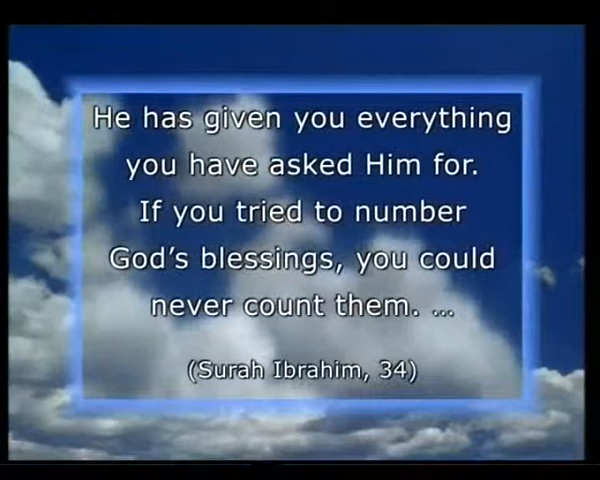 He has given you everything
you have asked Him for.
If you tried to number
God's blessings, you could
never count them. ...
(Surah Ibrahim, 34)